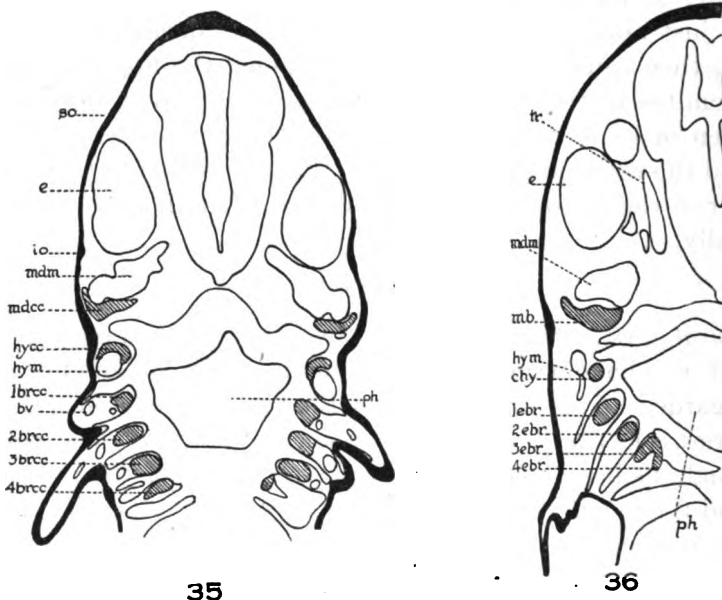 so
e
io
mdm
mdcc
hycc
hym
1brcc
bv
2brcc
3brcc
4brcc
ph
35
tr.
e
mdm
mb.
hym.
chy
1ebr.
2ebr.
3ebr
4ebr.
ph
36